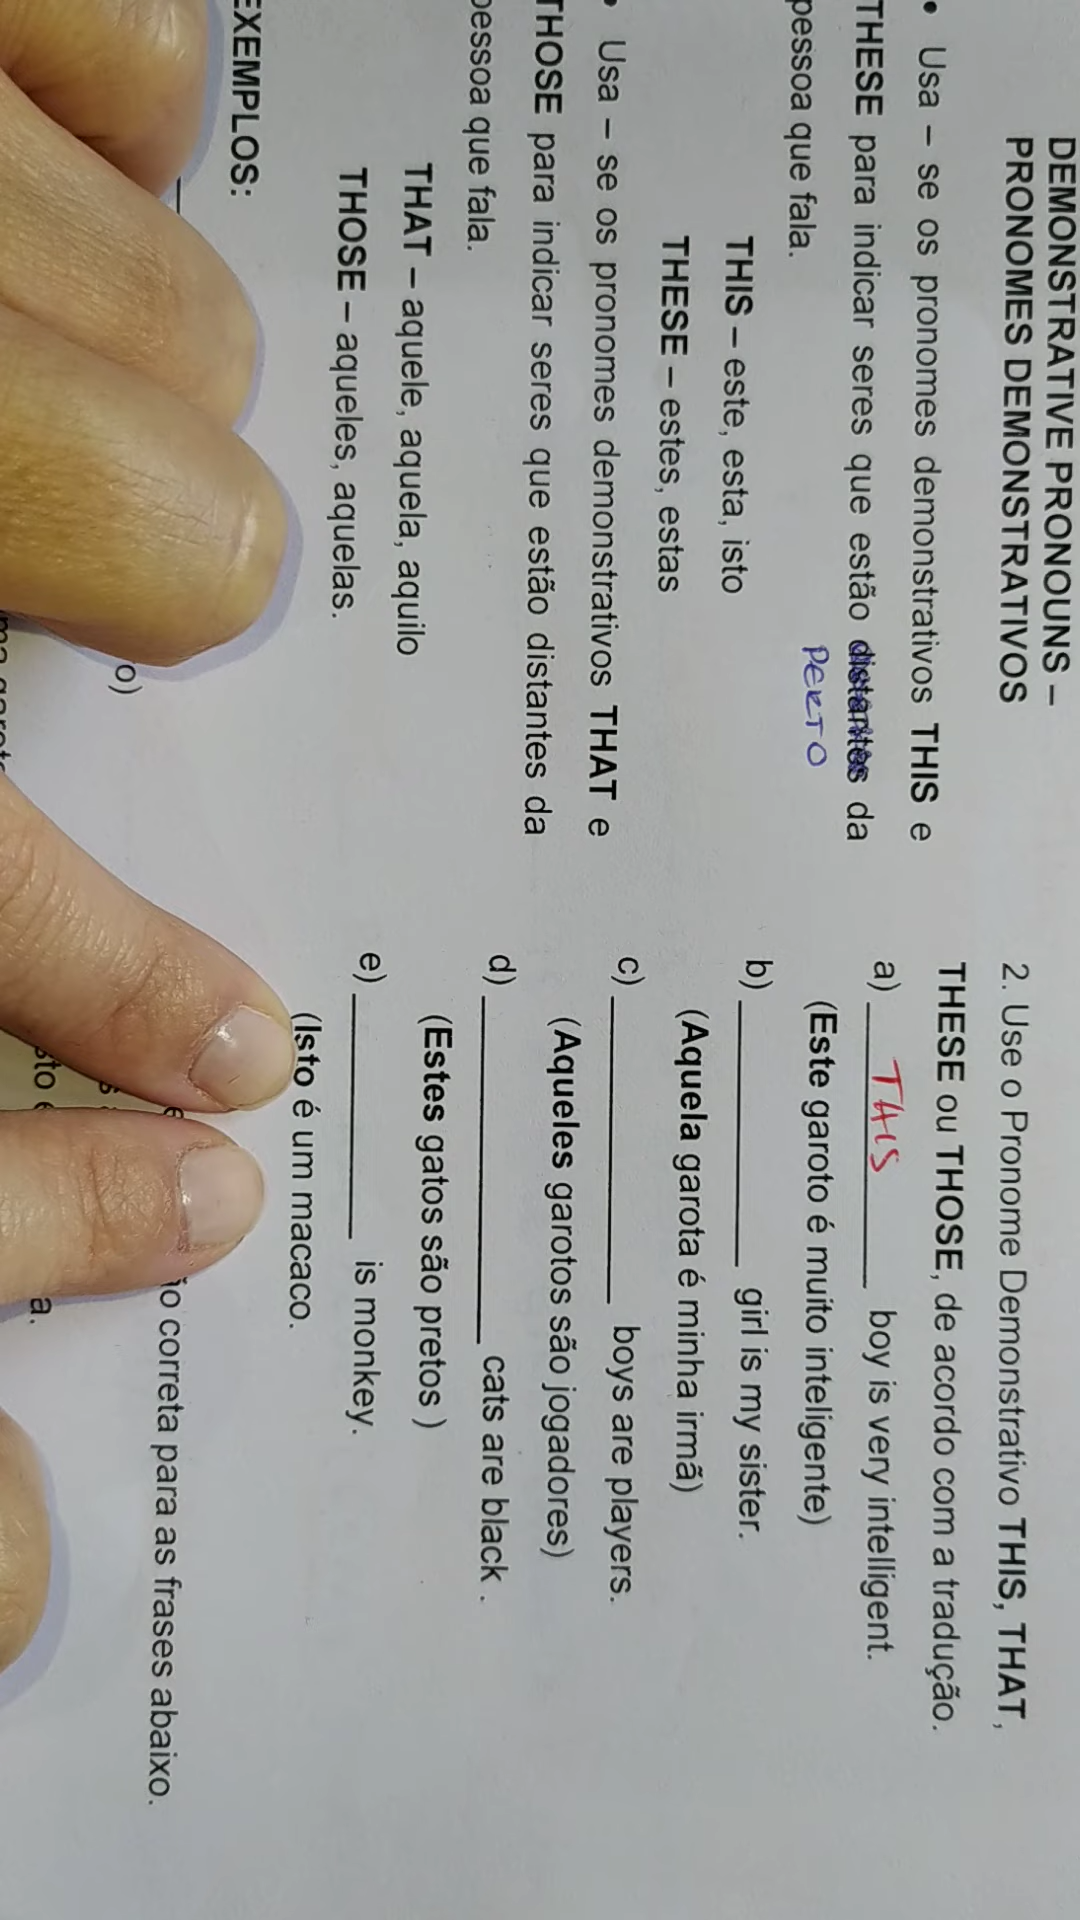 DEMONSTRATIVE PRONOUNS –
PRONOMES DEMONSTRATIVOS
• Usa – se os pronomes demonstrativos THIS e
THESE para indicar seres que estão distantes da
PERTO
pessoa que fala.
THIS – este, esta, isto
THESE – estes, estas
• Usa – se os pronomes demonstrativos THAT e
THOSE para indicar seres que estão distantes da
pessoa que fala.
THAT – aquele, aquela, aquilo
THOSE – aqueles, aquelas.
EXEMPLOS:
o)
2. Use o Pronome Demonstrativo THIS, THAT,
THESE ou THOSE, de acordo com a tradução.
a) THIS boy is very intelligent.
(Este garoto é muito inteligente)
b) ____________ girl is my sister.
(Aquela garota é minha irmã)
c) ____________ boys are players.
(Aqueles garotos são jogadores)
d) ____________ cats are black .
(Estes gatos são pretos )
e) ____________ is monkey.
(Isto é um macaco.
correta para as frases abaixo.
a.